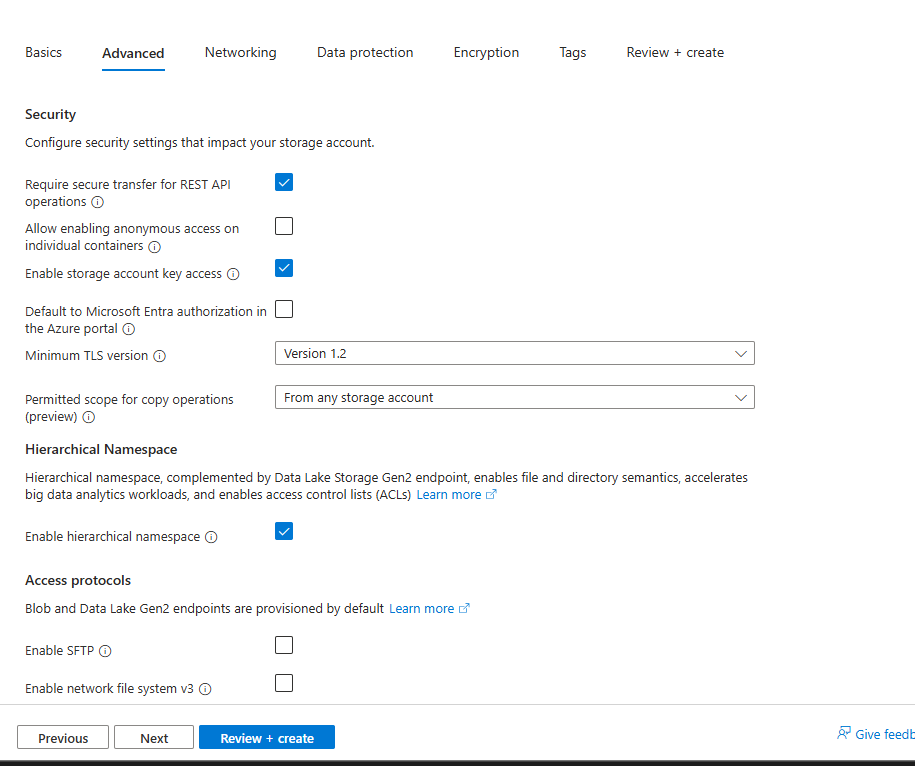 Basics Advanced Networking Data protection Encryption Tags Review + create
Security
Configure security settings that impact your storage account.
Require secure transfer for REST API
operations
Allow enabling anonymous access on
individual containers
Enable storage account key access
Default to Microsoft Entra authorization in
the Azure portal
Minimum TLS version
Version 1.2
Permitted scope for copy operations
(preview)
From any storage account
Hierarchical Namespace
Hierarchical namespace, complemented by Data Lake Storage Gen2 endpoint, enables file and directory semantics, accelerates
big data analytics workloads, and enables access control lists (ACLs) Learn more
Enable hierarchical namespace
Access protocols
Blob and Data Lake Gen2 endpoints are provisioned by default Learn more
Enable SFTP
Enable network file system v3
Previous Next Review + create Give feedb